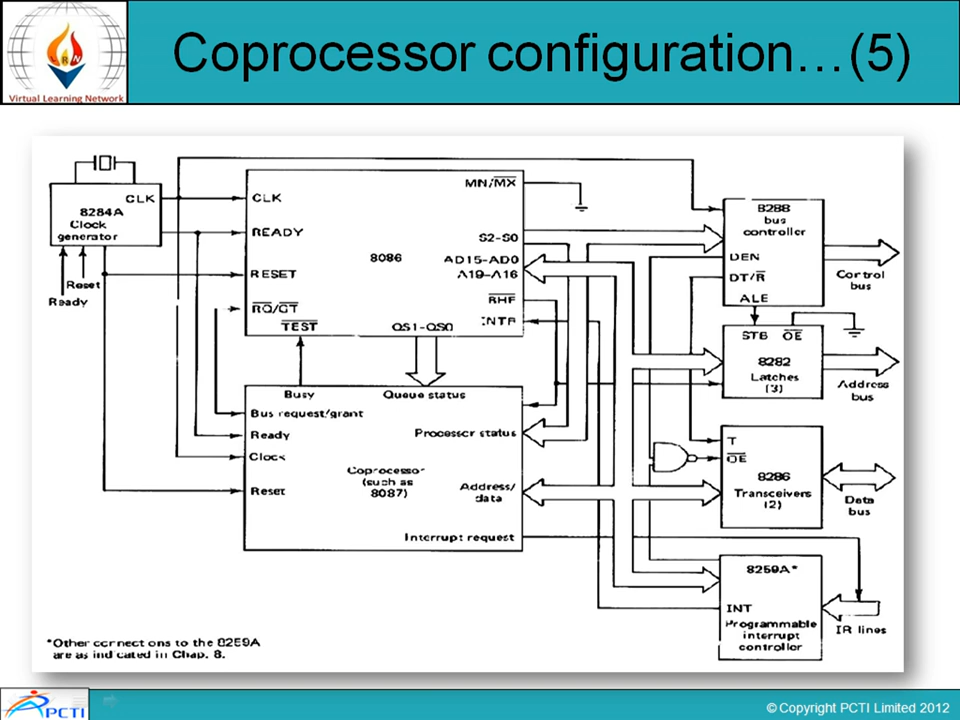 Coprocessor configuration...(5)
RN
Virtual Learning Network
CLK
8284A
Clock
generator
Reset
Ready
CLK
READY
RESET
RQ/GT
TEST
8086
QS1-QS0
MN/MX
S2-S0
AD15-AD0
A19-A16
INTR
8288
bus
controller
DEN
DT/R
ALE
Control
bus
STB OE
8282
Latches
(3)
Address
bus
T
OE
8286
Transceivers
(2)
Data
bus
Busy
Queue status
Bus request/grant
Ready
Clock
Reset
Processor status
Coprocessor
(such as
8087)
Address/
data
Interrupt request
8259A*
INT
Programmable
interrupt
controller
IR lines
*Other connections to the 8259A
are as indicated in Chap. 8.
PCTI
© Copyright PCTI Limited 2012